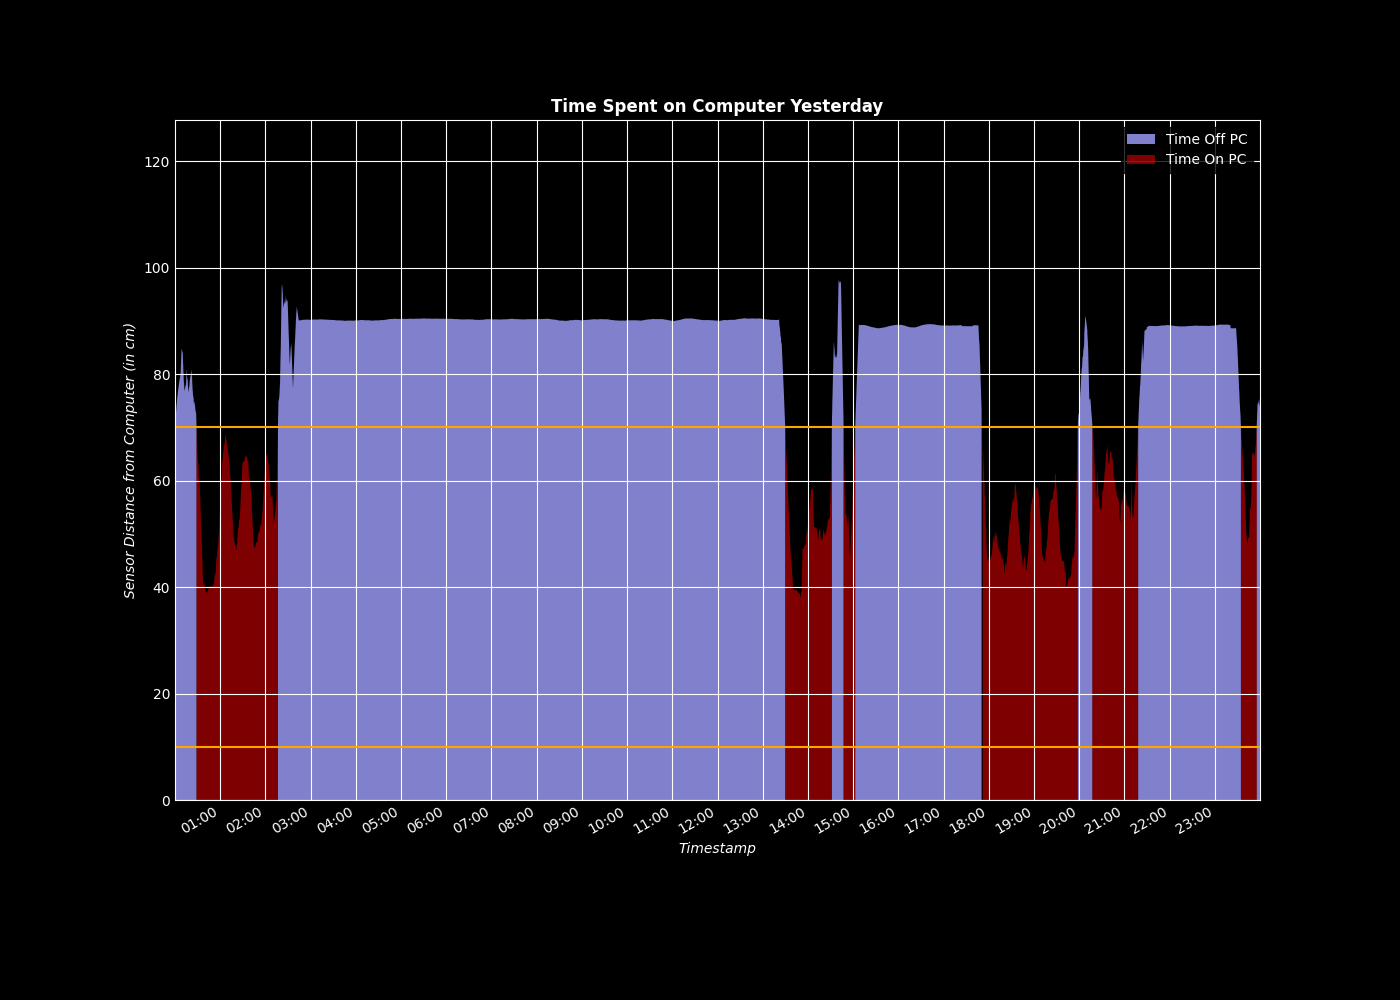 Time Spent on Computer Yesterday
Time Off PC
Time On PC
120
100
80
60
40
20
0
Sensor Distance from Computer (in cm)
01:00 02:00 03:00 04:00 05:00 06:00 07:00 08:00 09:00 10:00 11:00 12:00 13:00 14:00 15:00 16:00 17:00 18:00 19:00 20:00 21:00 22:00 23:00
Timestamp